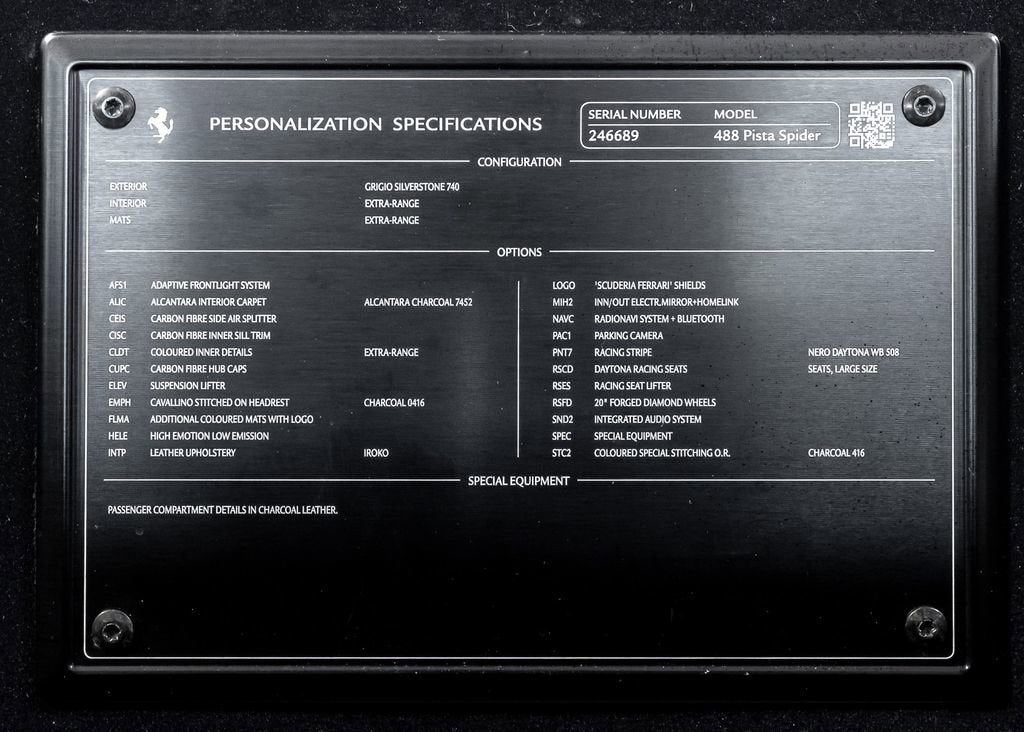 PERSONALIZATION SPECIFICATIONS
SERIAL NUMBER MODEL
246689 488 Pista Spider
CONFIGURATION
EXTERIOR GRIGIO SILVERSTONE 740
INTERIOR EXTRA-RANGE
MATS EXTRA-RANGE
OPTIONS
AFS1 ADAPTIVE FRONTLIGHT SYSTEM
ALIC ALCANTARA INTERIOR CARPET ALCANTARA CHARCOAL 7452
CEIS CARBON FIBRE SIDE AIR SPLITTER
CISC CARBON FIBRE INNER SILL TRIM
CLDT COLOURED INNER DETAILS EXTRA-RANGE
CUPC CARBON FIBRE HUB CAPS
ELEV SUSPENSION LIFTER
EMPH CAVALLINO STITCHED ON HEADREST CHARCOAL 0416
FLMA ADDITIONAL COLOURED MATS WITH LOGO
HELE HIGH EMOTION LOW EMISSION
INTP LEATHER UPHOLSTERY IROKO
LOGO 'SCUDERIA FERRARI' SHIELDS
MIH2 INN/OUT ELECTR.MIRROR+HOMELINK
NAVC RADIONAVI SYSTEM + BLUETOOTH
PAC1 PARKING CAMERA
PNT7 RACING STRIPE NERO DAYTONA WB 508
RSCD DAYTONA RACING SEATS SEATS, LARGE SIZE
RSES RACING SEAT LIFTER
RSFD 20" FORGED DIAMOND WHEELS
SND2 INTEGRATED AUDIO SYSTEM
SPEC SPECIAL EQUIPMENT
STC2 COLOURED SPECIAL STITCHING O.R. CHARCOAL 416
SPECIAL EQUIPMENT
PASSENGER COMPARTMENT DETAILS IN CHARCOAL LEATHER.